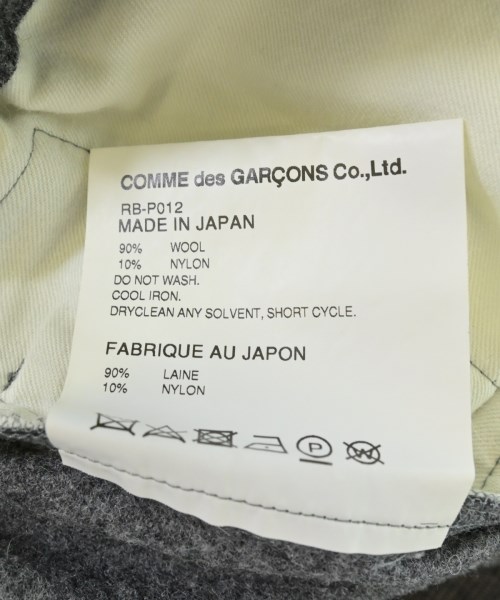 COMME des GARÇONS Co.,Ltd.
RB-P012
MADE IN JAPAN
90% WOOL
10% NYLON
DO NOT WASH.
COOL IRON.
DRYCLEAN ANY SOLVENT, SHORT CYCLE.
FABRIQUE AU JAPON
90% LAINE
10% NYLON
P W